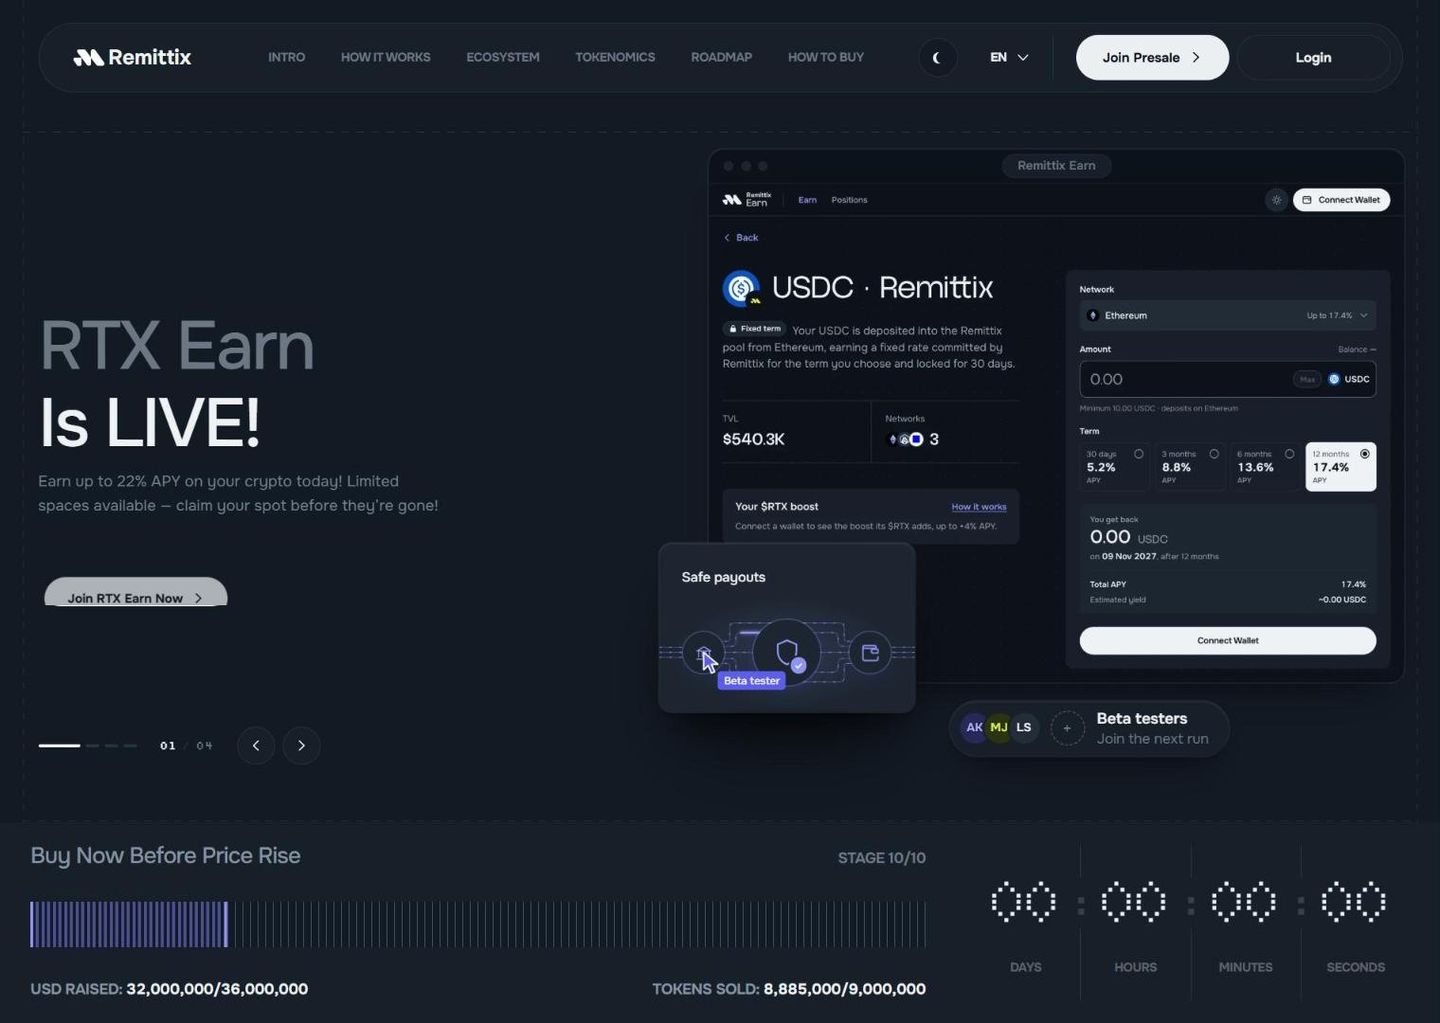 Remittix
INTRO
HOW IT WORKS
ECOSYSTEM
TOKENOMICS
ROADMAP
HOW TO BUY
EN
Join Presale
Login
RTX Earn
Is LIVE!
Earn up to 22% APY on your crypto today! Limited
spaces available – claim your spot before they're gone!
Join RTX Earn Now
01 / 04
Remittix Earn
Remittix
Earn
Earn
Positions
Connect Wallet
Back
USDC · Remittix
Fixed term Your USDC is deposited into the Remittix
pool from Ethereum, earning a fixed rate committed by
Remittix for the term you choose and locked for 30 days.
TVL
$540.3K
Networks
3
Your $RTX boost
How it works
Connect a wallet to see the boost its $RTX adds, up to +4% APY.
Network
Ethereum
Up to 17.4%
Amount
Balance —
0.00
Max
USDC
Minimum 10.00 USDC · deposits on Ethereum
Term
30 days
5.2%
APY
3 months
8.8%
APY
6 months
13.6%
APY
12 months
17.4%
APY
You get back
0.00 USDC
on 09 Nov 2027, after 12 months
Total APY
17.4%
Estimated yield
~0.00 USDC
Connect Wallet
Safe payouts
Beta tester
AK
MJ
LS
+
Beta testers
Join the next run
Buy Now Before Price Rise
STAGE 10/10
USD RAISED: 32,000,000/36,000,000
TOKENS SOLD: 8,885,000/9,000,000
00 : 00 : 00 : 00
DAYS
HOURS
MINUTES
SECONDS